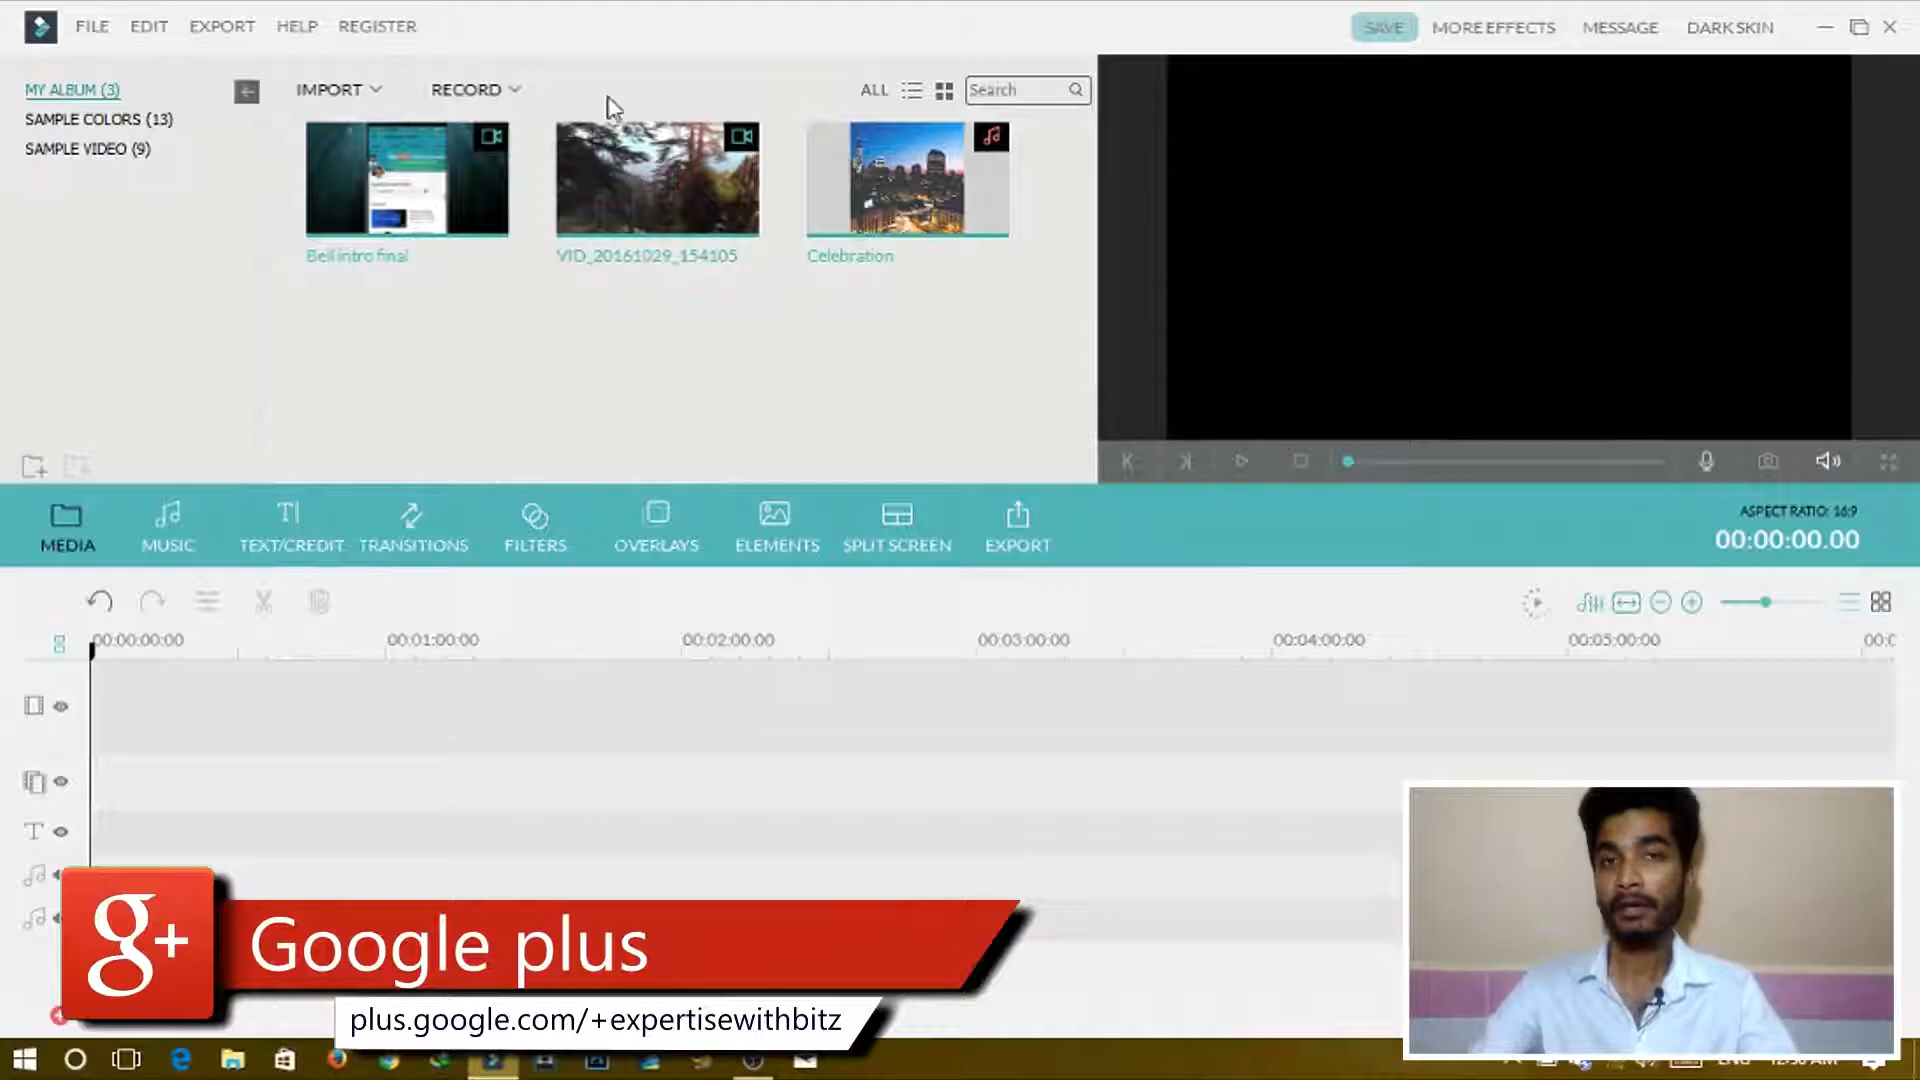 FILE EDIT EXPORT HELP REGISTER
SAVE MORE EFFECTS MESSAGE DARK SKIN
MY ALBUM (3)
SAMPLE COLORS (13)
SAMPLE VIDEO (9)
IMPORT RECORD ALL Search
Bell intro final VID_20161029_154105 Celebration
MEDIA MUSIC TEXT/CREDIT TRANSITIONS FILTERS OVERLAYS ELEMENTS SPLIT SCREEN EXPORT
ASPECT RATIO: 16:9
00:00:00.00
00:00:00:00 00:01:00:00 00:02:00:00 00:03:00:00 00:04:00:00 00:05:00:00
g+ Google plus
plus.google.com/+expertisewithbitz